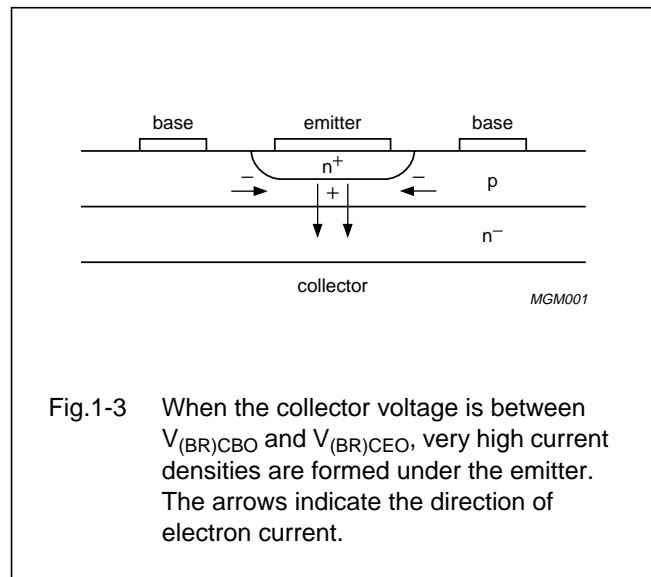 base emitter base
n+
− + − p
n−
collector
MGM001
Fig.1-3 When the collector voltage is between
V(BR)CBO and V(BR)CEO, very high current
densities are formed under the emitter.
The arrows indicate the direction of
electron current.